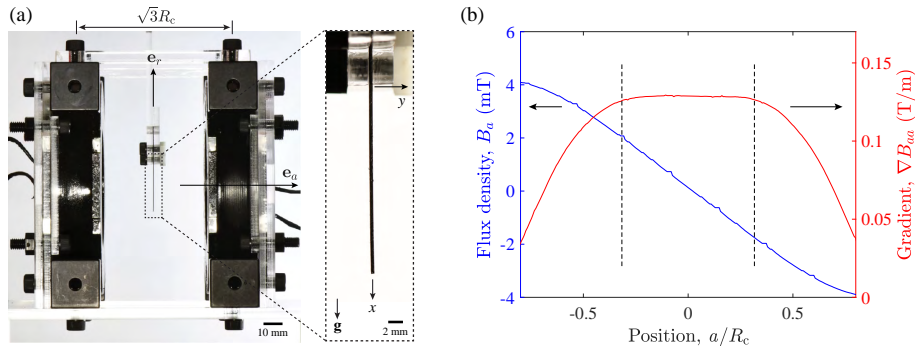 (a)
√3R_c
e_r
e_a
10 mm
y
x
g
2 mm
(b)
Flux density, B_a (mT)
6
4
2
0
-2
-4
-0.5
0
0.5
Position, a/R_c
0.15
0.1
0.05
0
Gradient, ∇B_aa (T/m)